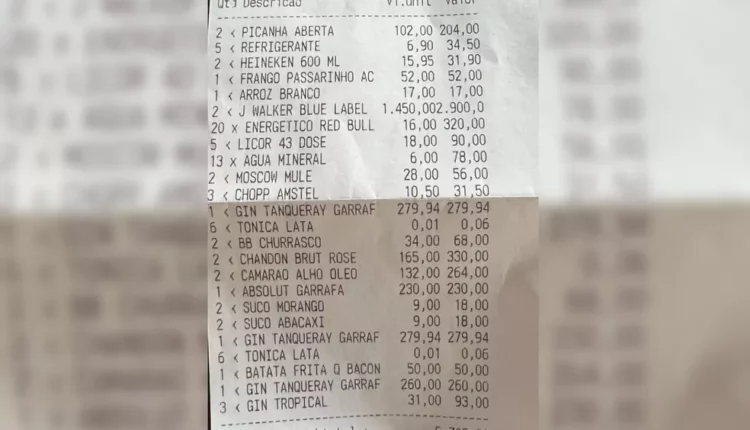 Qtd Descricao Vl.unit Valor
2 < PICANHA ABERTA 102,00 204,00
5 < REFRIGERANTE 6,90 34,50
2 < HEINEKEN 600 ML 15,95 31,90
1 < FRANGO PASSARINHO AC 52,00 52,00
1 < ARROZ BRANCO 17,00 17,00
2 < J WALKER BLUE LABEL 1.450,002.900,0
20 x ENERGETICO RED BULL 16,00 320,00
5 < LICOR 43 DOSE 18,00 90,00
13 x AGUA MINERAL 6,00 78,00
2 < MOSCOW MULE 28,00 56,00
3 < CHOPP AMSTEL 10,50 31,50
1 < GIN TANQUERAY GARRAF 279,94 279,94
6 < TONICA LATA 0,01 0,06
2 < BB CHURRASCO 34,00 68,00
2 < CHANDON BRUT ROSE 165,00 330,00
2 < CAMARAO ALHO OLEO 132,00 264,00
1 < ABSOLUT GARRAFA 230,00 230,00
2 < SUCO MORANGO 9,00 18,00
2 < SUCO ABACAXI 9,00 18,00
1 < GIN TANQUERAY GARRAF 279,94 279,94
6 < TONICA LATA 0,01 0,06
1 < BATATA FRITA Q BACON 50,00 50,00
1 < GIN TANQUERAY GARRAF 260,00 260,00
3 < GIN TROPICAL 31,00 93,00